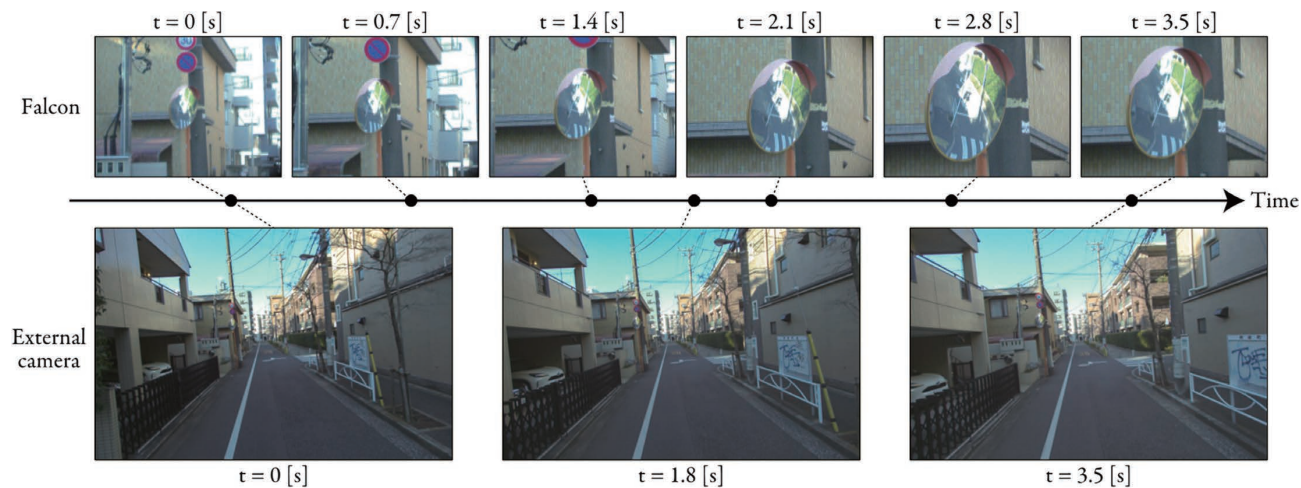 t = 0 [s] t = 0.7 [s] t = 1.4 [s] t = 2.1 [s] t = 2.8 [s] t = 3.5 [s]
Falcon
Time
External
camera
t = 0 [s] t = 1.8 [s] t = 3.5 [s]